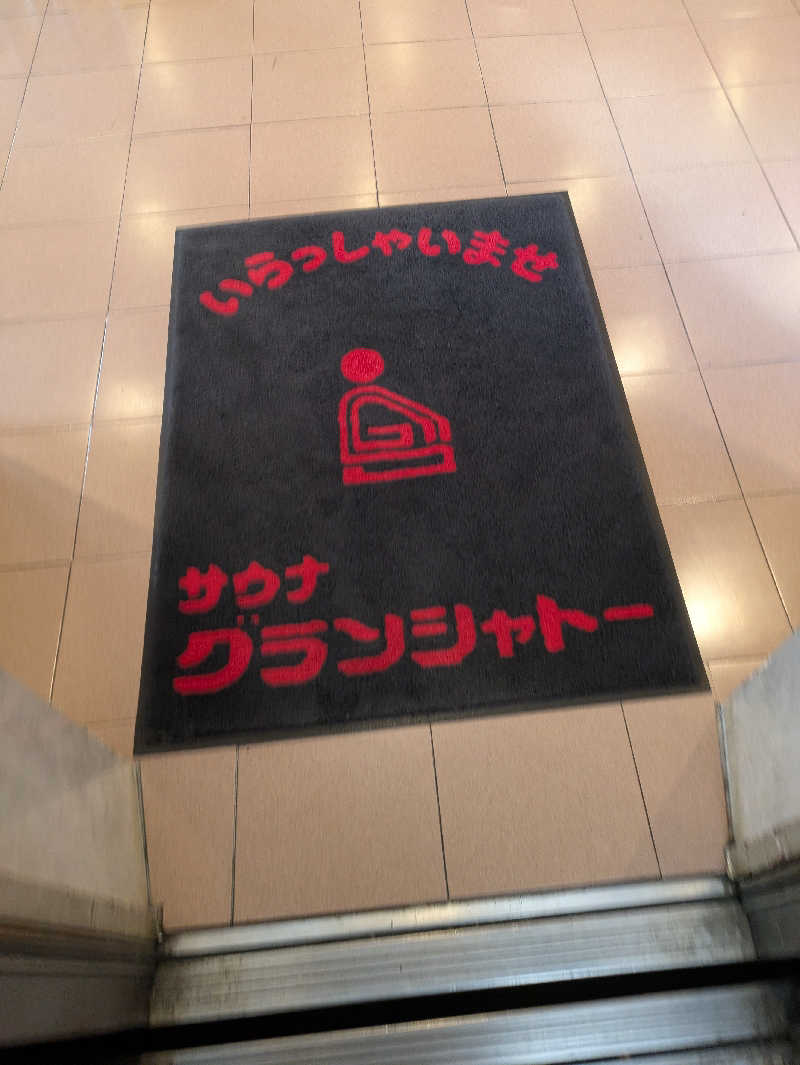 いらっしゃいませ
G
サウナ
グランシャトー